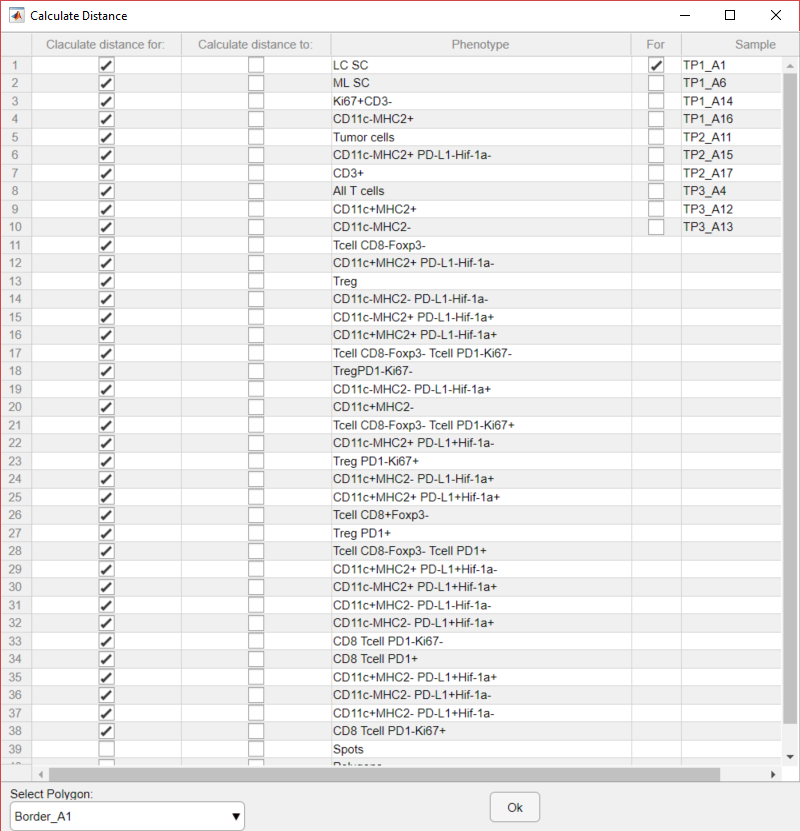 Calculate Distance
Claculate distance for: Calculate distance to: Phenotype For Sample
1 LC SC TP1_A1
2 ML SC TP1_A6
3 Ki67+CD3- TP1_A14
4 CD11c-MHC2+ TP1_A16
5 Tumor cells TP2_A11
6 CD11c-MHC2+ PD-L1-Hif-1a- TP2_A15
7 CD3+ TP2_A17
8 All T cells TP3_A4
9 CD11c+MHC2+ TP3_A12
10 CD11c-MHC2- TP3_A13
11 Tcell CD8-Foxp3-
12 CD11c+MHC2+ PD-L1-Hif-1a-
13 Treg
14 CD11c-MHC2- PD-L1-Hif-1a-
15 CD11c-MHC2+ PD-L1-Hif-1a+
16 CD11c+MHC2+ PD-L1-Hif-1a+
17 Tcell CD8-Foxp3- Tcell PD1-Ki67-
18 TregPD1-Ki67-
19 CD11c-MHC2- PD-L1-Hif-1a+
20 CD11c+MHC2-
21 Tcell CD8-Foxp3- Tcell PD1-Ki67+
22 CD11c-MHC2+ PD-L1+Hif-1a-
23 Treg PD1-Ki67+
24 CD11c+MHC2- PD-L1-Hif-1a+
25 CD11c+MHC2+ PD-L1+Hif-1a+
26 Tcell CD8+Foxp3-
27 Treg PD1+
28 Tcell CD8-Foxp3- Tcell PD1+
29 CD11c+MHC2+ PD-L1+Hif-1a-
30 CD11c-MHC2+ PD-L1+Hif-1a+
31 CD11c+MHC2- PD-L1-Hif-1a-
32 CD11c-MHC2- PD-L1+Hif-1a+
33 CD8 Tcell PD1-Ki67-
34 CD8 Tcell PD1+
35 CD11c+MHC2- PD-L1+Hif-1a+
36 CD11c-MHC2- PD-L1+Hif-1a-
37 CD11c+MHC2- PD-L1+Hif-1a-
38 CD8 Tcell PD1-Ki67+
39 Spots
Select Polygon:
Border_A1
Ok